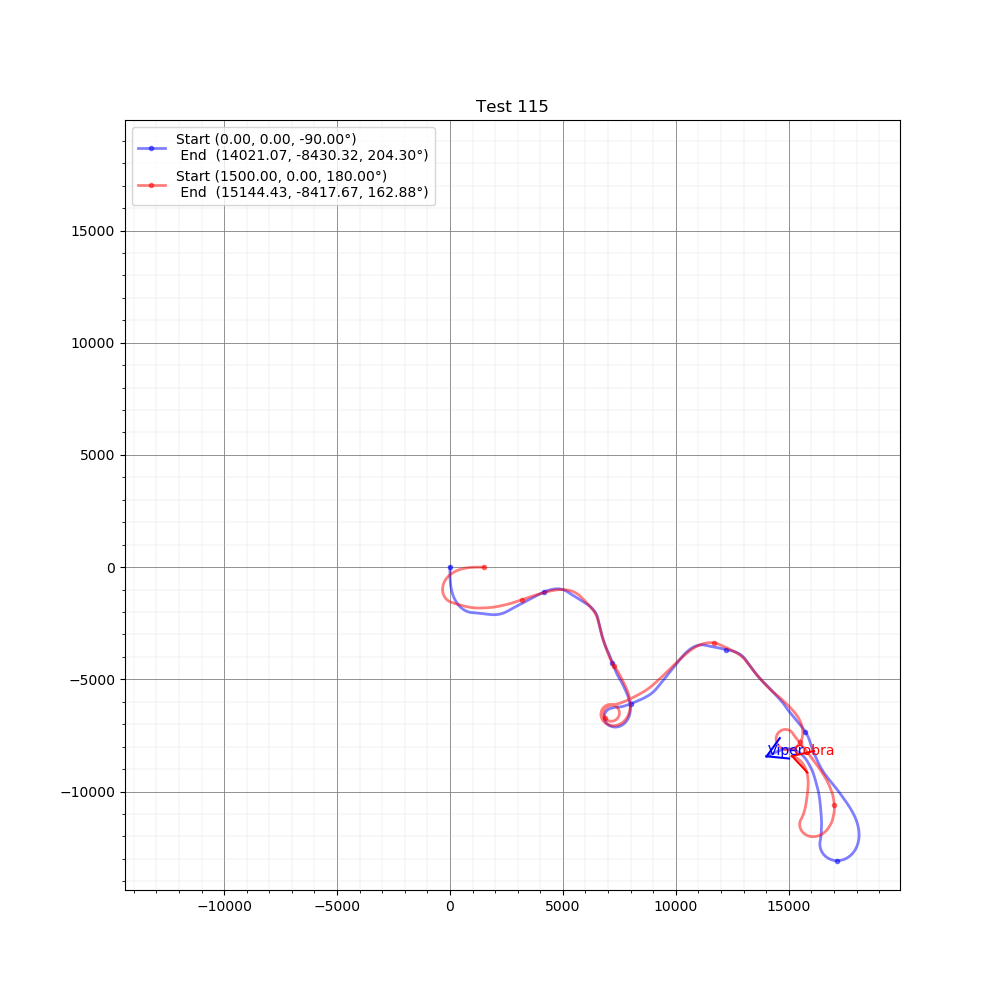 Test 115
Start (0.00, 0.00, -90.00°)
End (14021.07, -8430.32, 204.30°)
Start (1500.00, 0.00, 180.00°)
End (15144.43, -8417.67, 162.88°)
15000
10000
5000
0
−5000
−10000
Viper
Cobra
−10000
−5000
0
5000
10000
15000